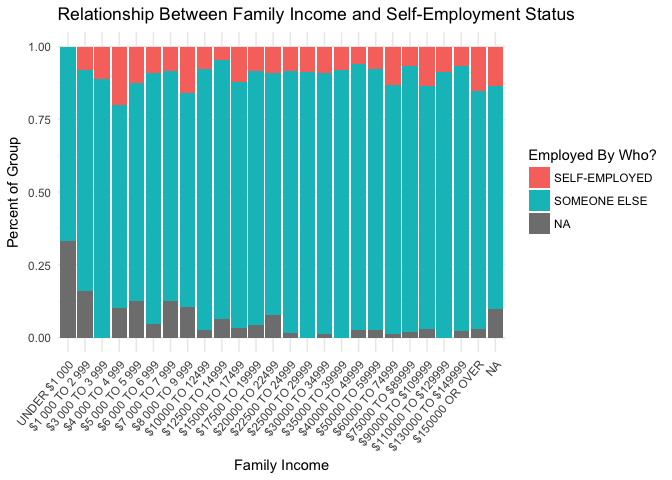 Relationship Between Family Income and Self-Employment Status
Percent of Group
1.00
0.75
0.50
0.25
0.00
UNDER $1 000
$1 000 TO 2 999
$3 000 TO 3 999
$4 000 TO 4 999
$5 000 TO 5 999
$6 000 TO 6 999
$7 000 TO 7 999
$8 000 TO 9 999
$10000 TO 12499
$12500 TO 14999
$15000 TO 17499
$17500 TO 19999
$20000 TO 22499
$22500 TO 24999
$25000 TO 29999
$30000 TO 34999
$35000 TO 39999
$40000 TO 49999
$50000 TO 59999
$60000 TO 74999
$75000 TO $89999
$90000 TO $109999
$110000 TO $129999
$130000 TO $149999
$150000 OR OVER
NA
Family Income
Employed By Who?
SELF-EMPLOYED
SOMEONE ELSE
NA